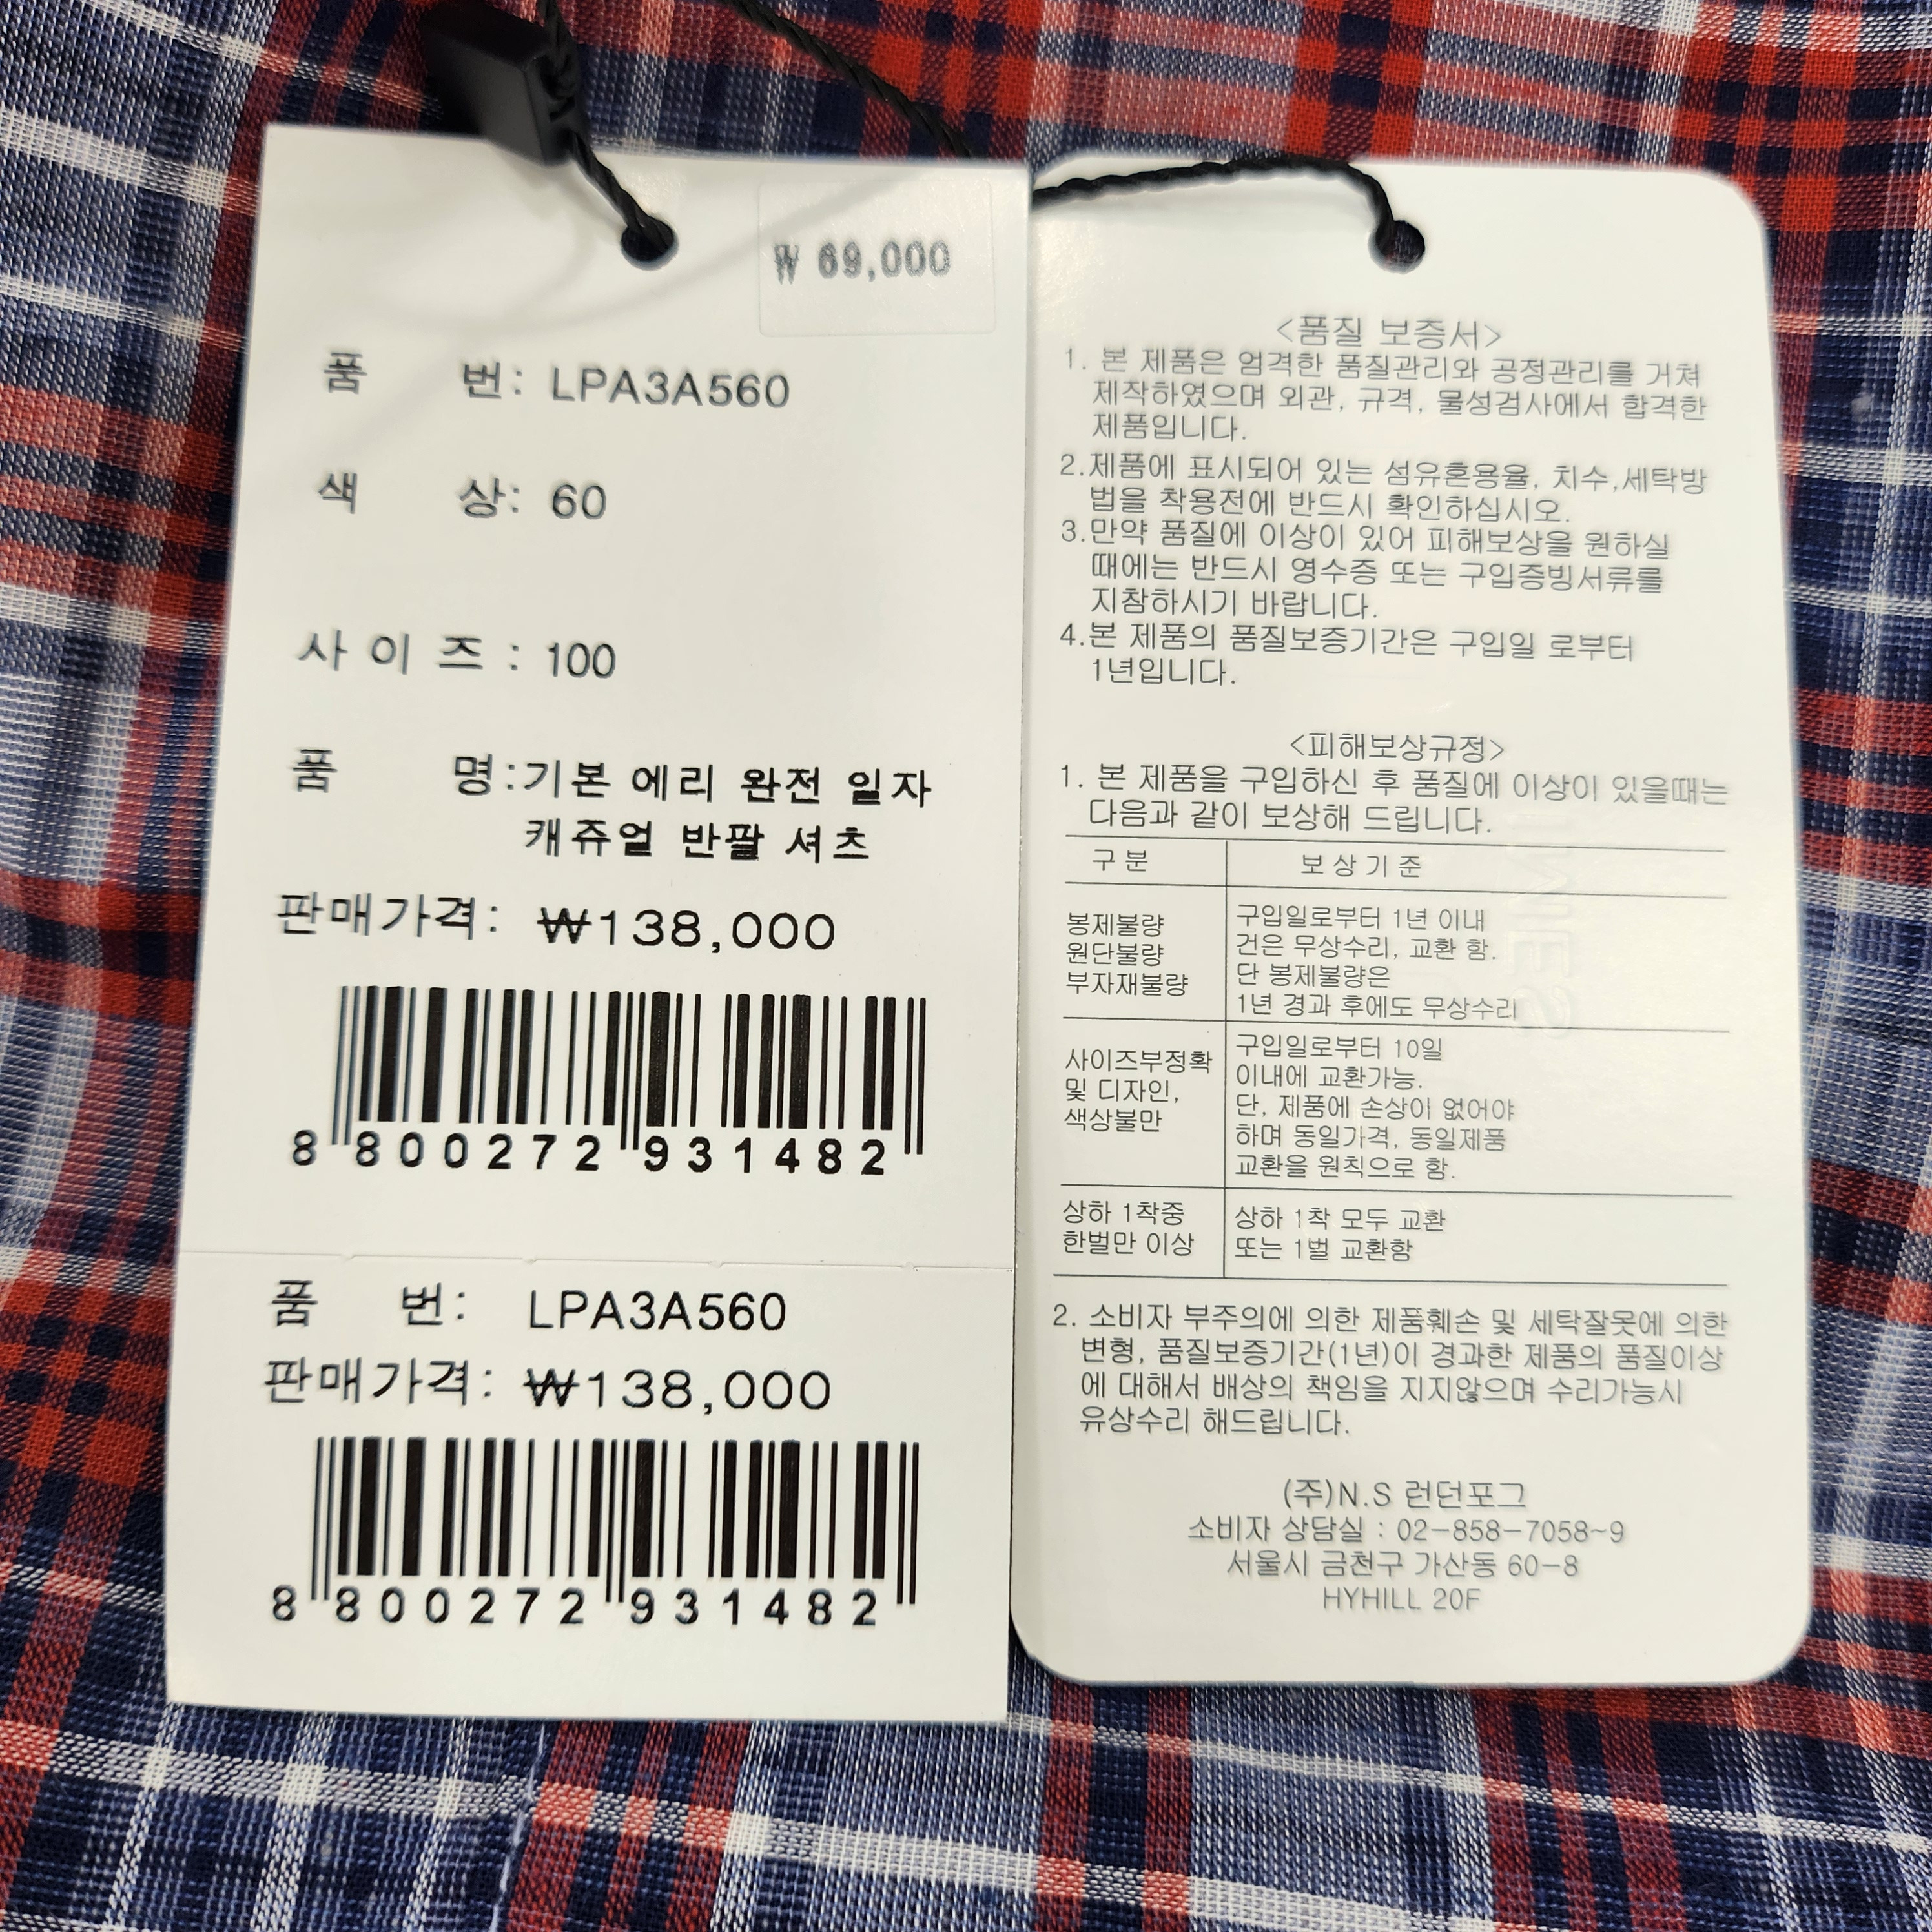 ₩ 69,000
품 번: LPA3A560
색 상: 60
사 이 즈 : 100
품 명:기본 에리 완전 일자
캐쥬얼 반팔 셔츠
판매가격: ₩138,000
8 800272 931482
품 번: LPA3A560
판매가격: ₩138,000
8 800272 931482
<품질 보증서>
1. 본 제품은 엄격한 품질관리와 공정관리를 거쳐
제작하였으며 외관, 규격, 물성검사에서 합격한
제품입니다.
2.제품에 표시되어 있는 섬유혼용율, 치수,세탁방
법을 착용전에 반드시 확인하십시오.
3.만약 품질에 이상이 있어 피해보상을 원하실
때에는 반드시 영수증 또는 구입증빙서류를
지참하시기 바랍니다.
4.본 제품의 품질보증기간은 구입일 로부터
1년입니다.
<피해보상규정>
1. 본 제품을 구입하신 후 품질에 이상이 있을때는
다음과 같이 보상해 드립니다.
구 분 보 상 기 준
봉제불량
원단불량
부자재불량
구입일로부터 1년 이내
건은 무상수리, 교환 함.
단 봉제불량은
1년 경과 후에도 무상수리
사이즈부정확
및 디자인,
색상불만
구입일로부터 10일
이내에 교환가능.
단, 제품에 손상이 없어야
하며 동일가격, 동일제품
교환을 원칙으로 함.
상하 1착중
한벌만 이상
상하 1착 모두 교환
또는 1벌 교환함
2. 소비자 부주의에 의한 제품훼손 및 세탁잘못에 의한
변형, 품질보증기간(1년)이 경과한 제품의 품질이상
에 대해서 배상의 책임을 지지않으며 수리가능시
유상수리 해드립니다.
(주)N.S 런던포그
소비자 상담실 : 02-858-7058~9
서울시 금천구 가산동 60-8
HYHILL 20F